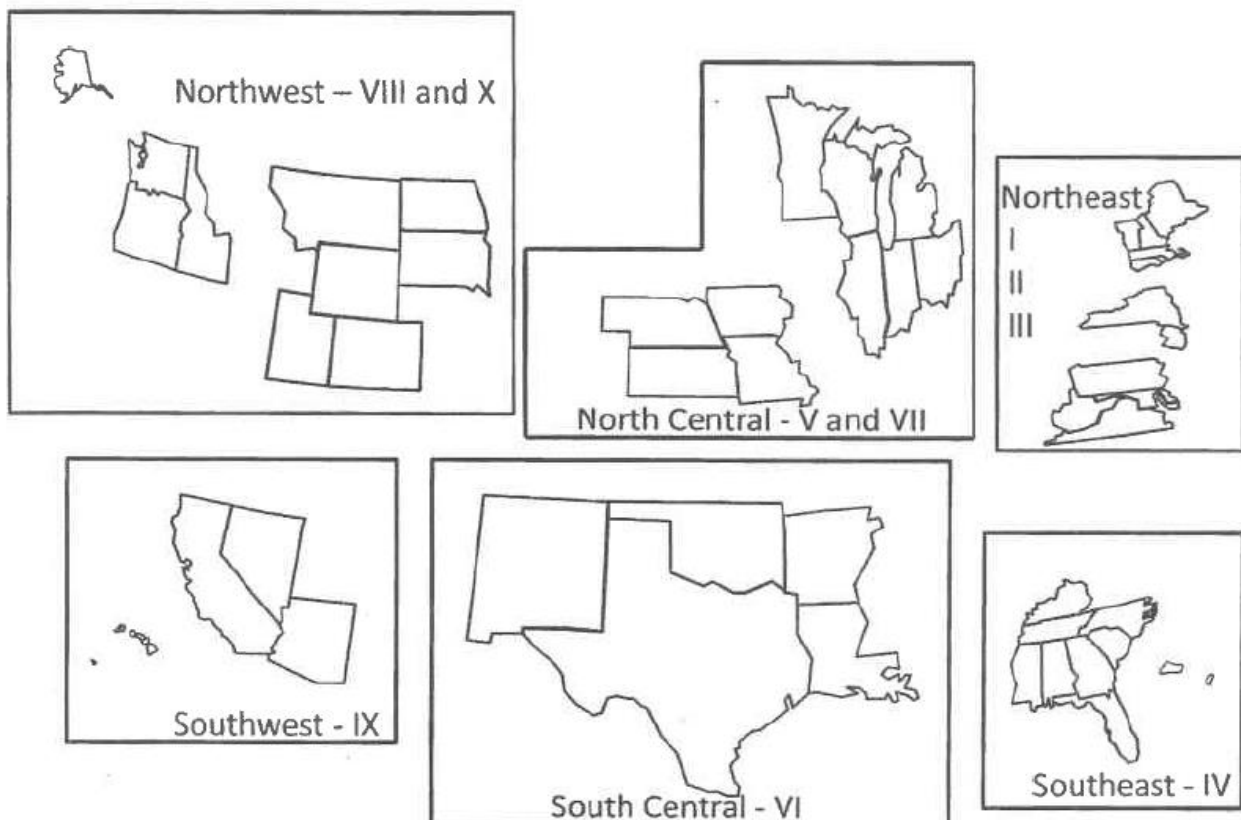 Northwest – VIII and X
Northeast
I
II
III
North Central - V and VII
Southwest - IX
South Central - VI
Southeast - IV